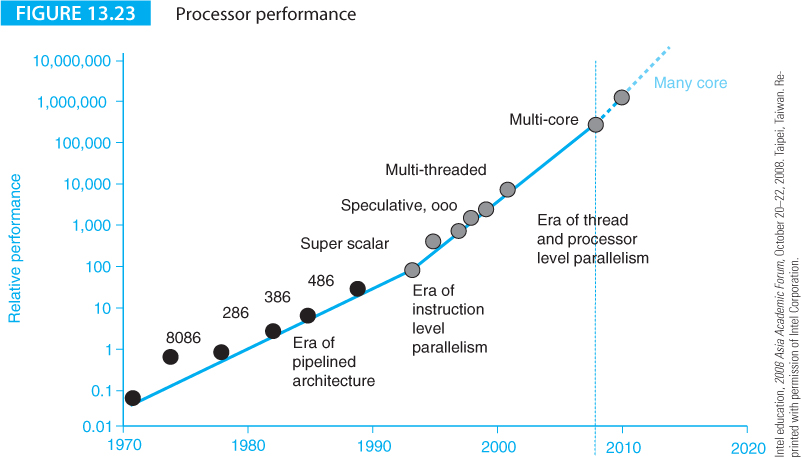 FIGURE 13.23 Processor performance
10,000,000
1,000,000
100,000
10,000
1,000
100
10
1
0.1
0.01
Relative performance
1970
1980
1990
2000
2010
2020
8086
286
386
486
Super scalar
Speculative, ooo
Multi-threaded
Multi-core
Many core
Era of
pipelined
architecture
Era of
instruction
level
parallelism
Era of thread
and processor
level parallelism
Intel education, 2008 Asia Academic Forum, October 20–22, 2008. Taipei, Taiwan. Re-
printed with permission of Intel Corporation.